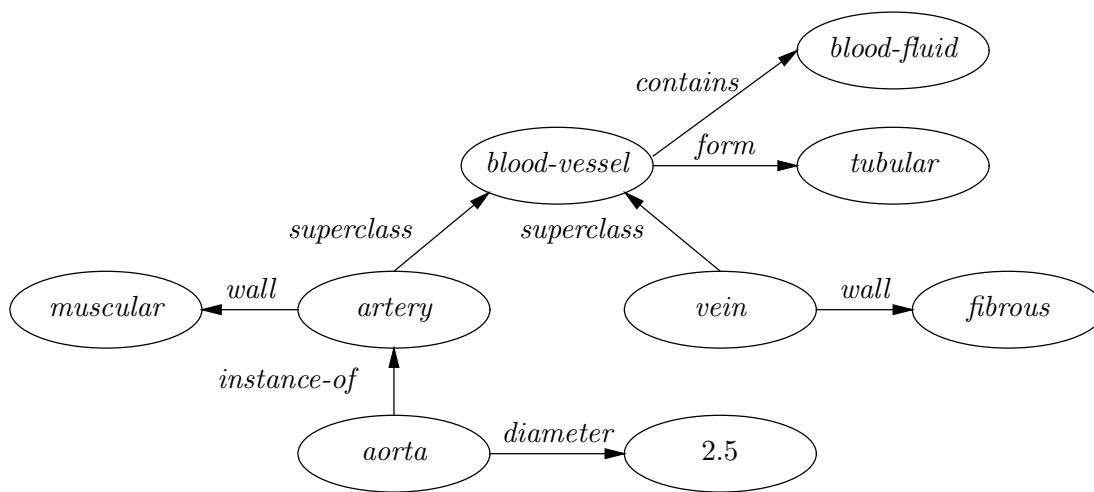 blood-fluid
contains
blood-vessel
form
tubular
superclass
superclass
muscular
wall
artery
vein
wall
fibrous
instance-of
aorta
diameter
2.5